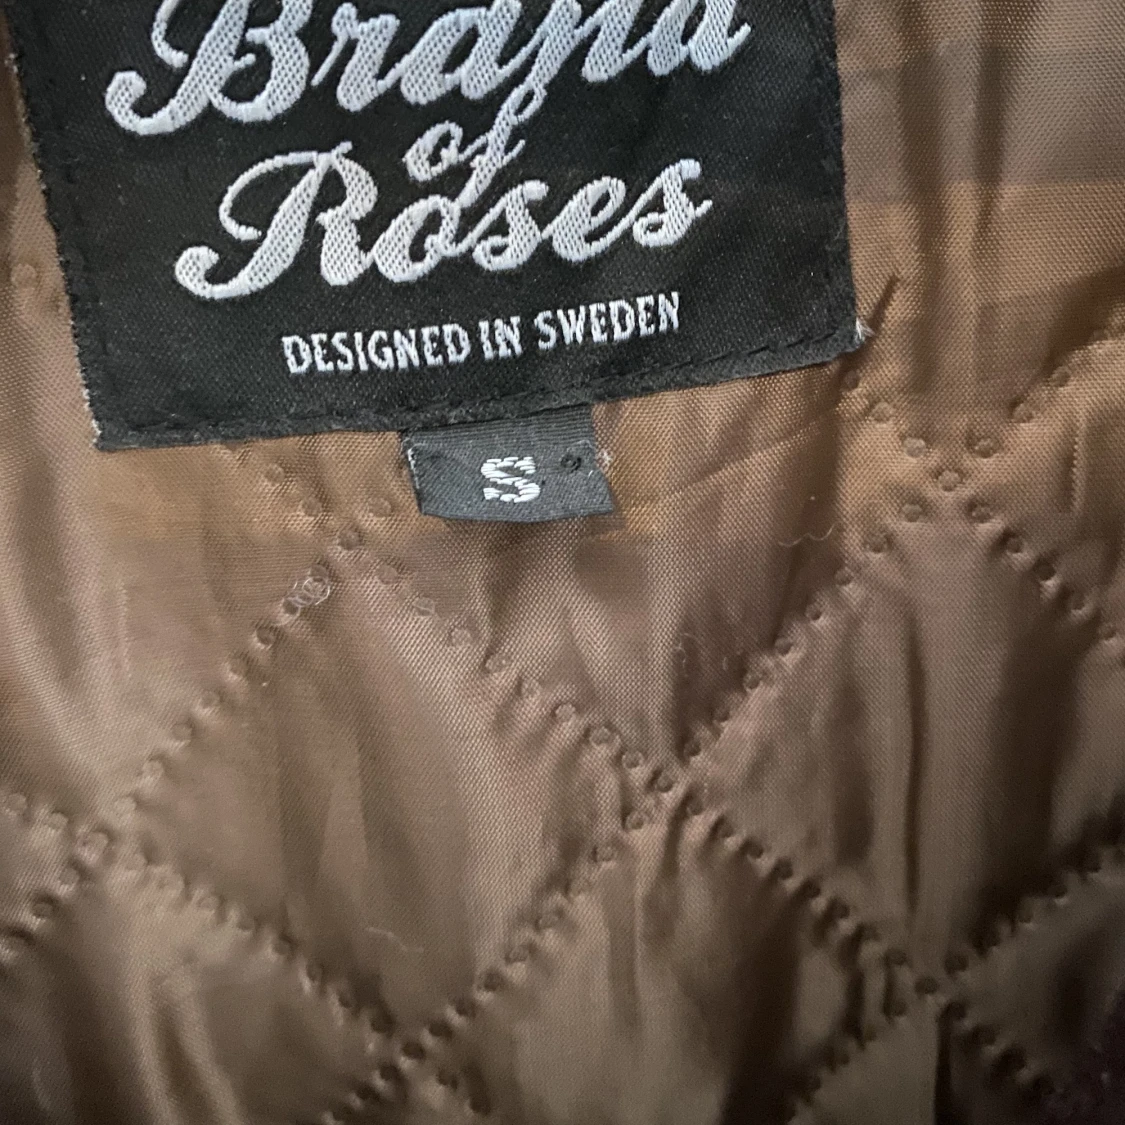 Brand
of
Roses
DESIGNED IN SWEDEN
S